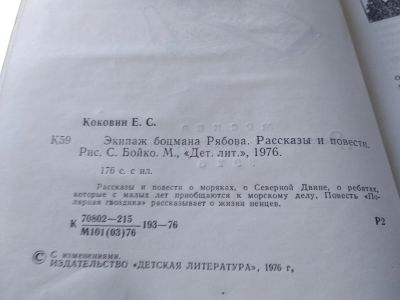 Коковин Е. С.
К59 Экипаж боцмана Рябова. Рассказы и повести.
Рис. С. Бойко. М., «Дет. лит.», 1976.
176 с. с ил.
Рассказы и повести о моряках, о Северной Двине, о ребятах,
которые с малых лет приобщаются к морскому делу, Повесть «По-
лярная гвоздика» рассказывает о жизни ненцев.
К 70802—215
М101(03)76 193—76
Р2
© С изменениями.
ИЗДАТЕЛЬСТВО «ДЕТСКАЯ ЛИТЕРАТУРА», 1976 г,